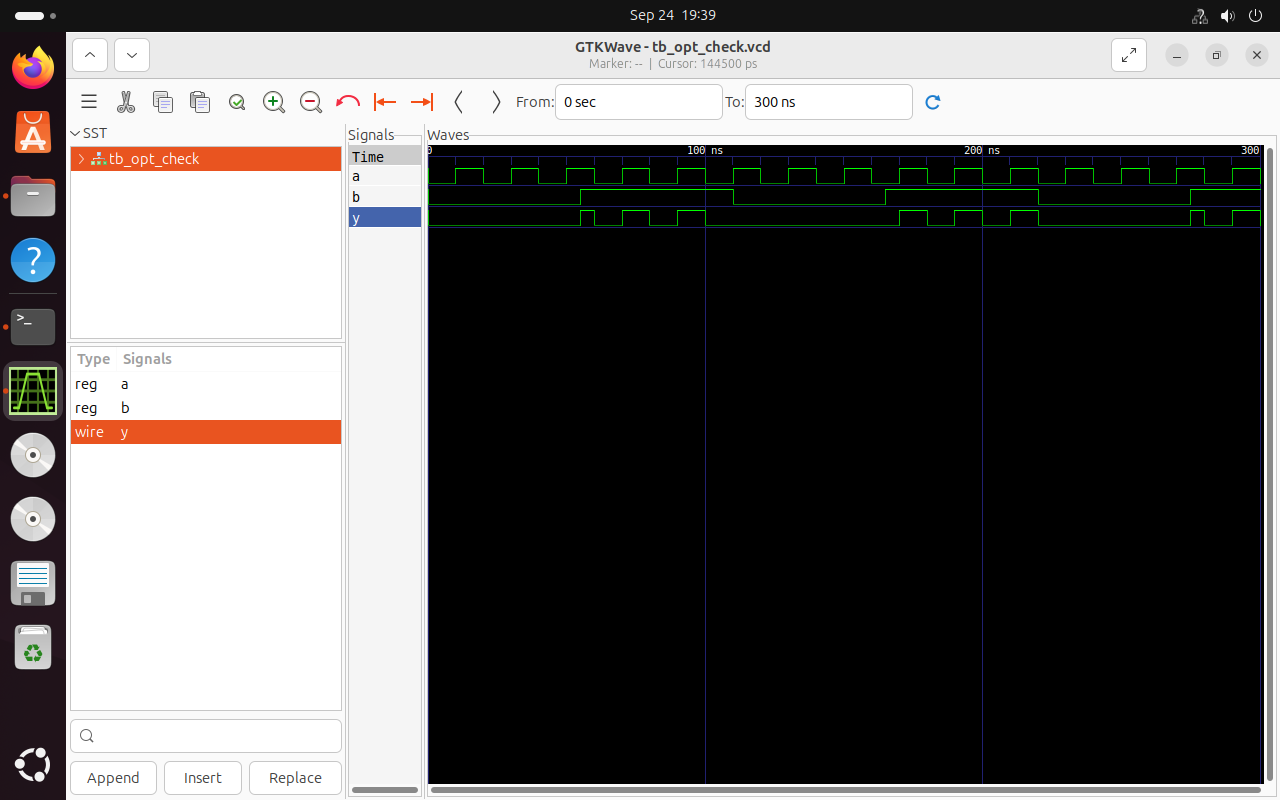 Sep 24 19:39
GTKWave - tb_opt_check.vcd
Marker: -- | Cursor: 144500 ps
From: 0 sec To: 300 ns
SST
tb_opt_check
Type Signals
reg a
reg b
wire y
Append Insert Replace
Signals
Time
a
b
y
Waves
0 100 ns 200 ns 300